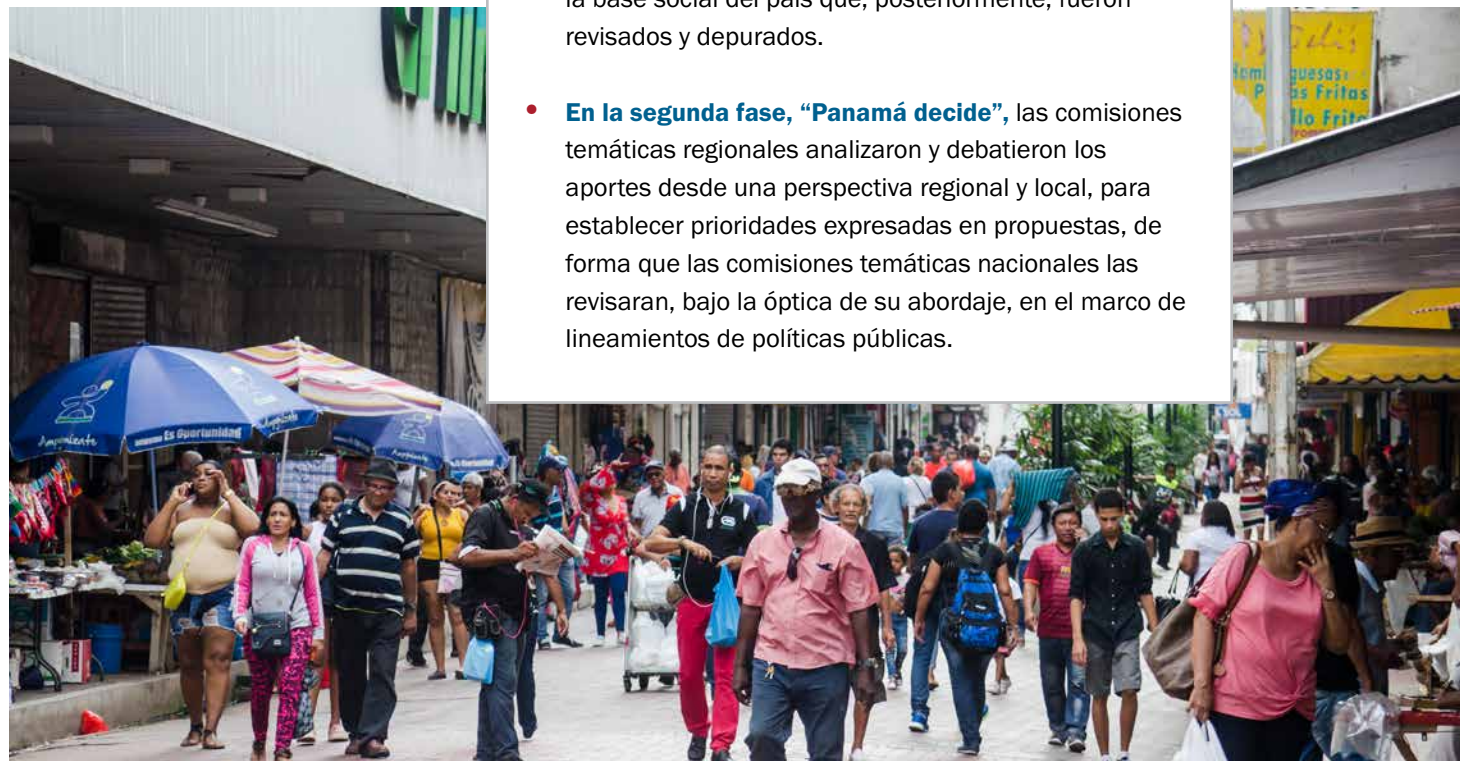 la base social del país que, posteriormente, fueron
revisados y depurados.
• En la segunda fase, “Panamá decide”, las comisiones
temáticas regionales analizaron y debatieron los
aportes desde una perspectiva regional y local, para
establecer prioridades expresadas en propuestas, de
forma que las comisiones temáticas nacionales las
revisaran, bajo la óptica de su abordaje, en el marco de
lineamientos de políticas públicas.
Fritas
Es Oportunidad